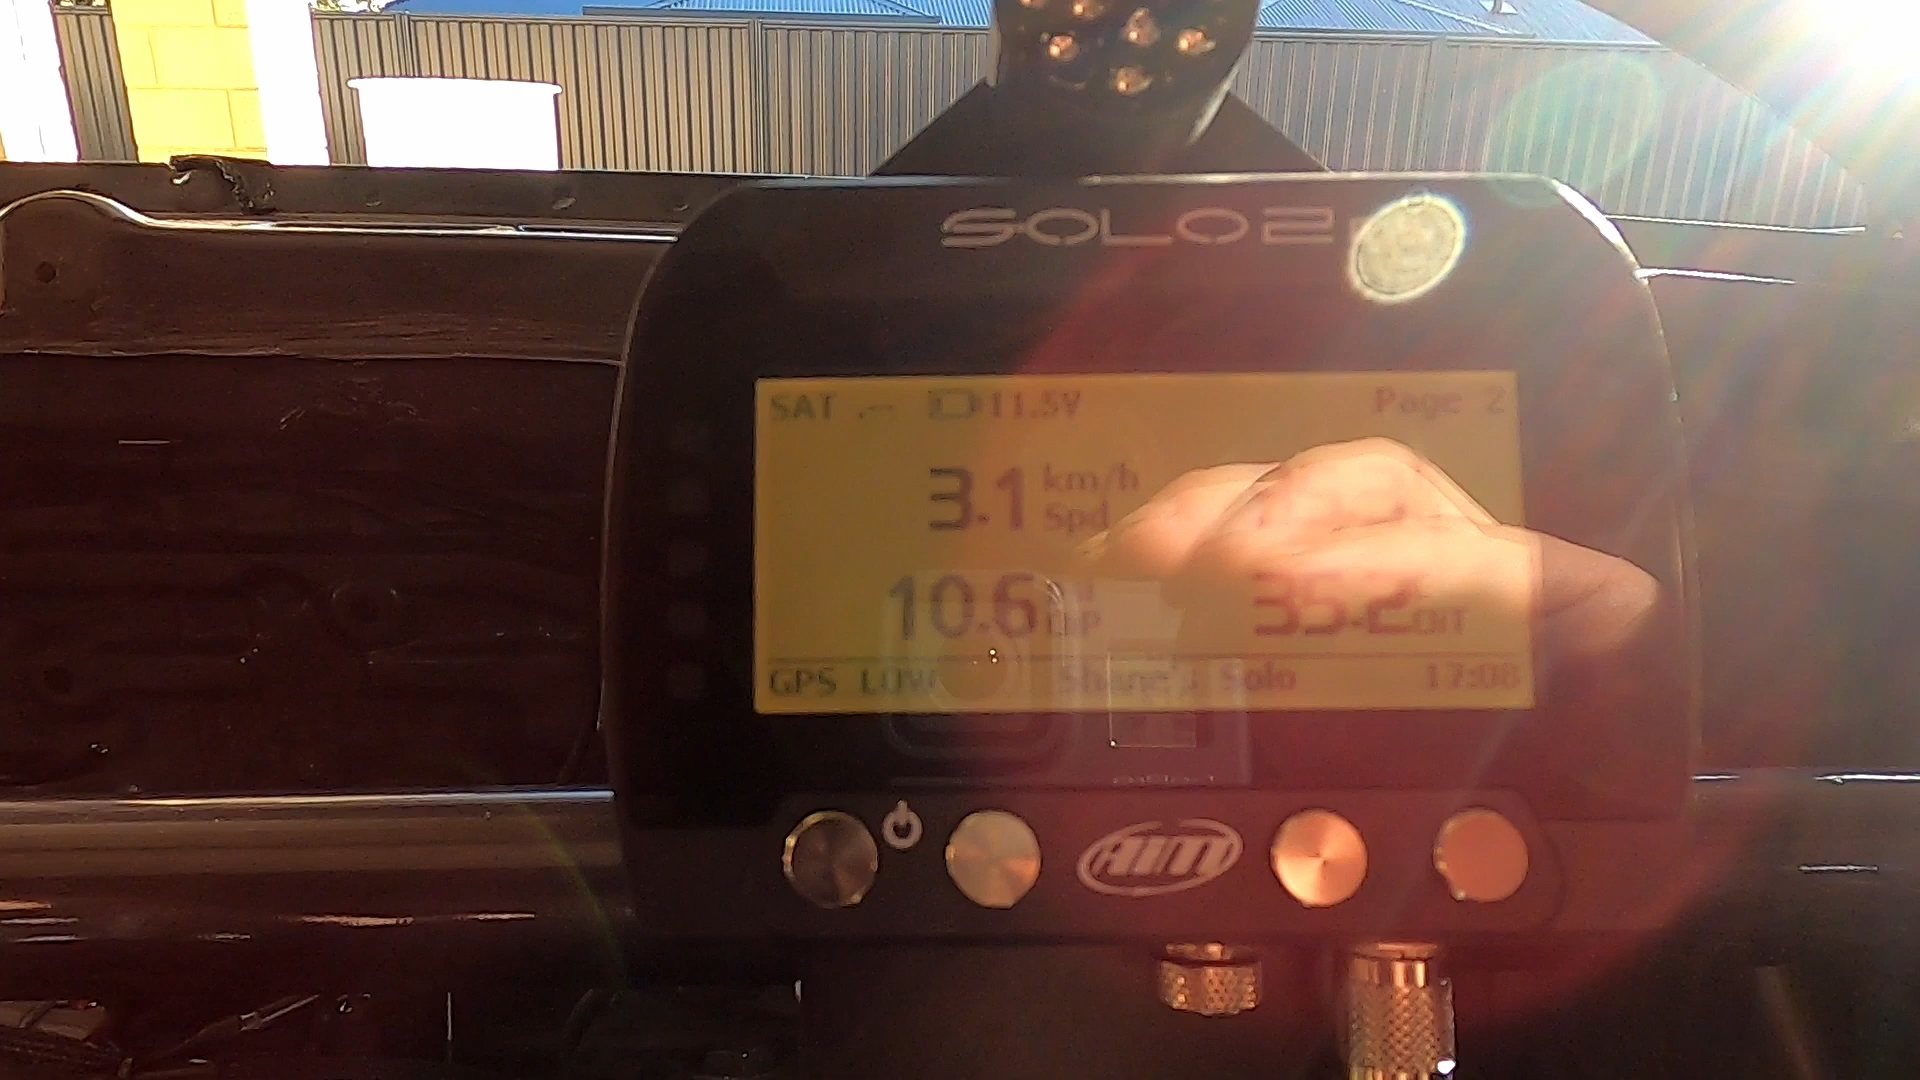 SOLO2
SAT .-- 11.5V Page 2
3.1 km/h
Spd
10.6 35.2
GPS LOW Shane's Solo 17:08
AiM